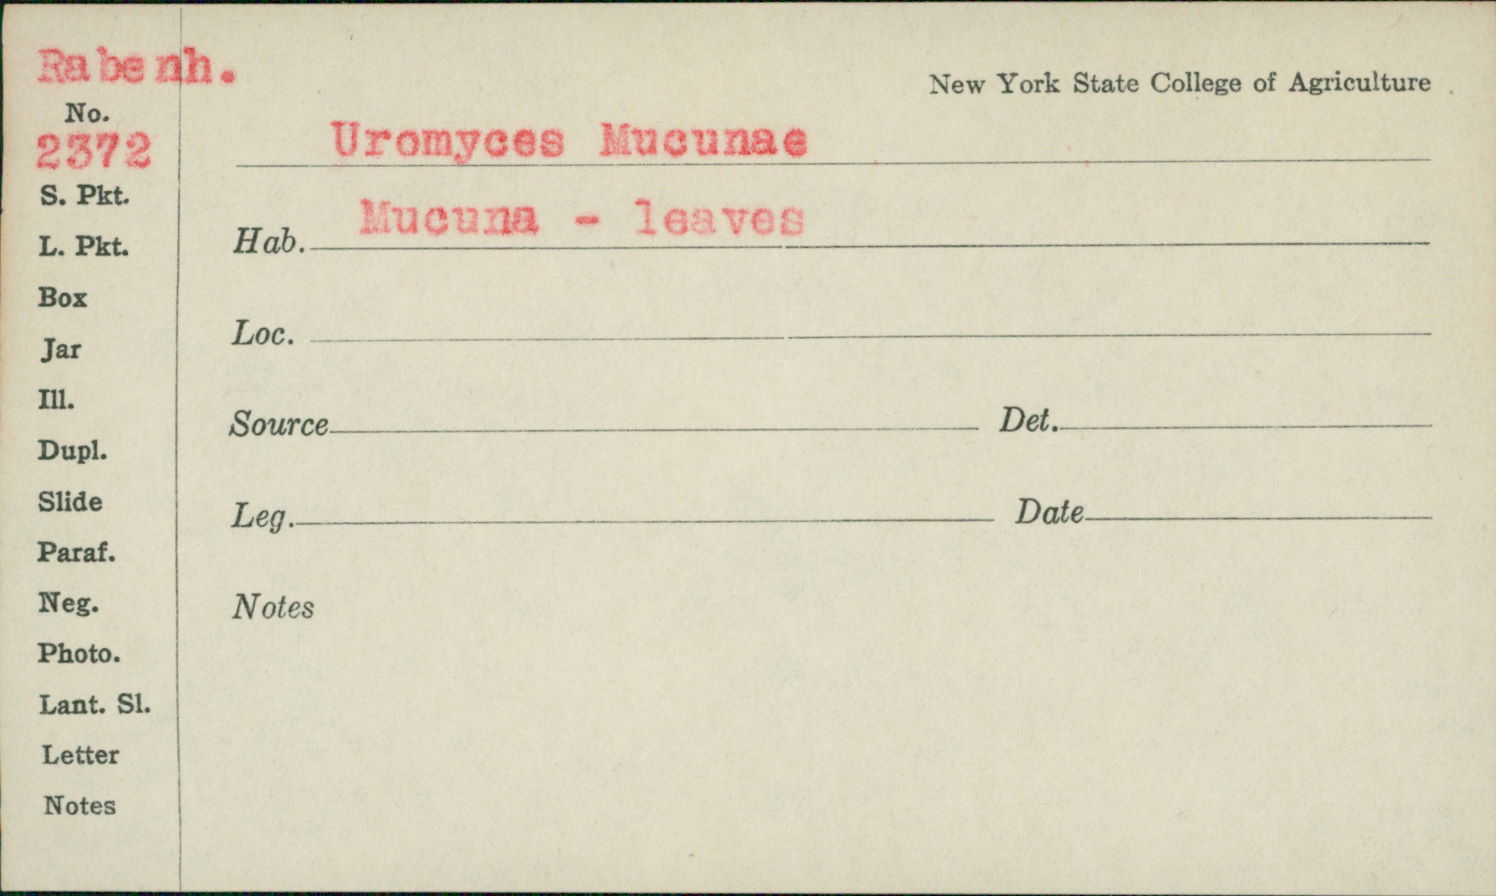 Rabenh.
New York State College of Agriculture
No.
2372
Uromyces Mucunae
S. Pkt.
Hab. Mucuna - leaves
L. Pkt.
Box
Loc.
Jar
Ill.
Source Det.
Dupl.
Slide
Leg. Date
Paraf.
Neg.
Notes
Photo.
Lant. Sl.
Letter
Notes